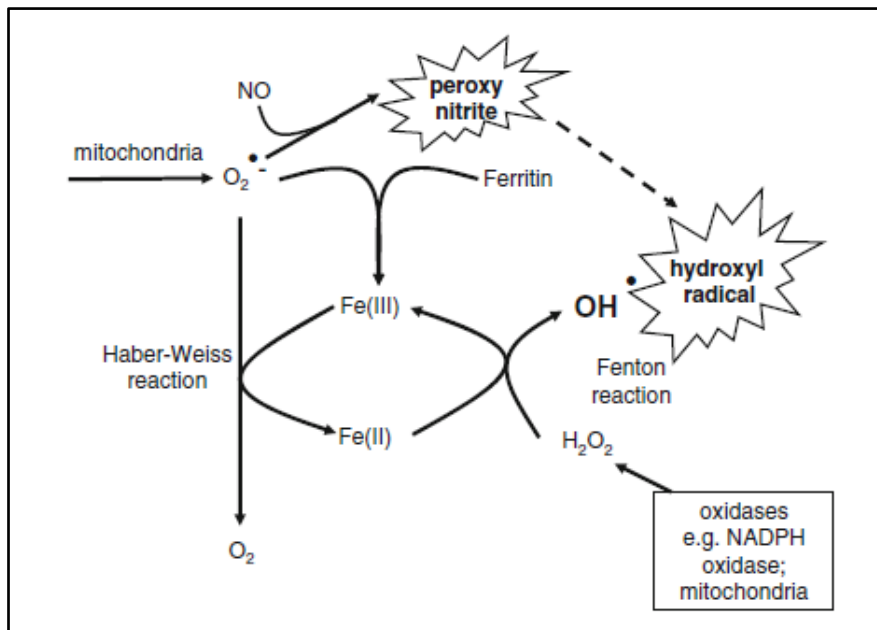 NO
peroxy
nitrite
mitochondria
O₂•-
Ferritin
hydroxyl
radical
OH•
Fe(III)
Haber-Weiss
reaction
Fenton
reaction
Fe(II)
H₂O₂
oxidases
e.g. NADPH
oxidase;
mitochondria
O₂